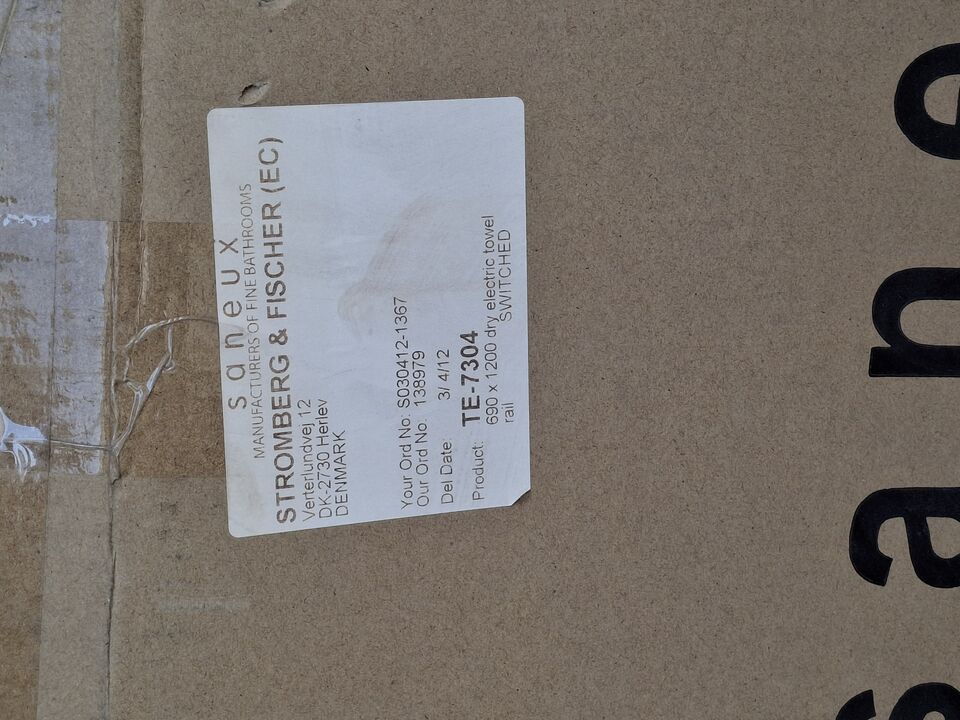 saneux
MANUFACTURERS OF FINE BATHROOMS
STROMBERG & FISCHER (EC)
Verterlundvej 12
DK-2730 Herlev
DENMARK
Your Ord No: S030412-1367
Our Ord No. 138979
Del.Date 3/ 4/12
Product: TE-7304
690 x 1200 dry electric towel
rail SWITCHED
sane